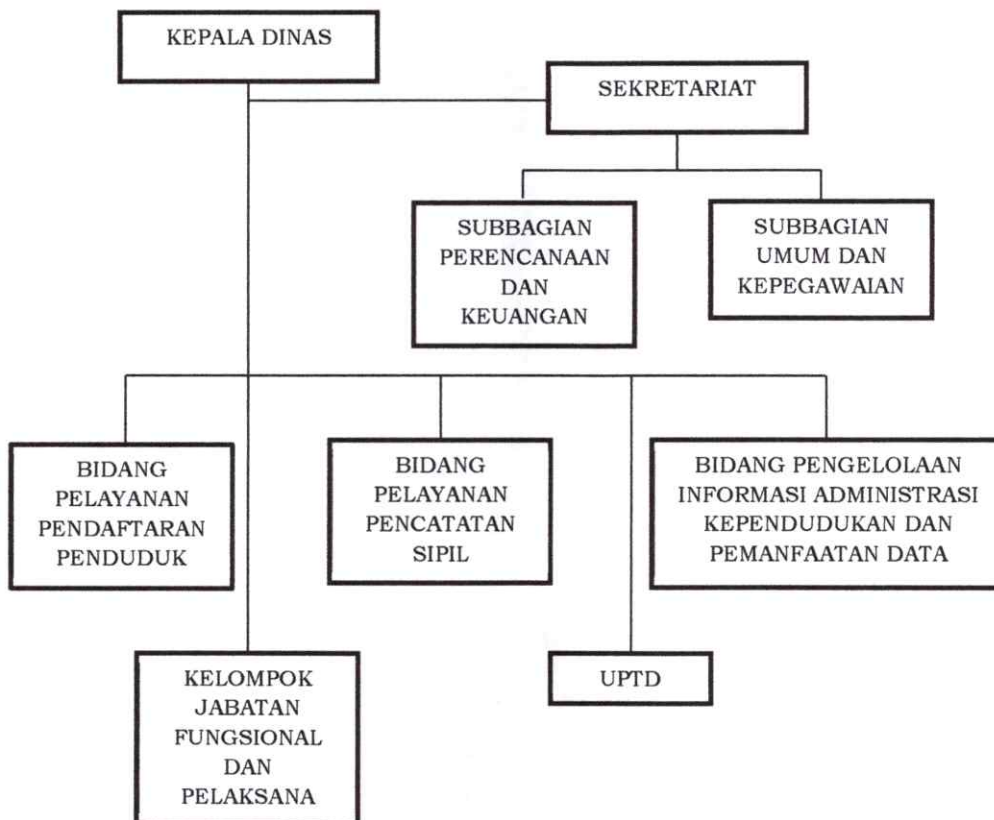 KEPALA DINAS
SEKRETARIAT
SUBBAGIAN
PERENCANAAN
DAN
KEUANGAN
SUBBAGIAN
UMUM DAN
KEPEGAWAIAN
BIDANG
PELAYANAN
PENDAFTARAN
PENDUDUK
BIDANG
PELAYANAN
PENCATATAN
SIPIL
BIDANG PENGELOLAAN
INFORMASI ADMINISTRASI
KEPENDUDUKAN DAN
PEMANFAATAN DATA
KELOMPOK
JABATAN
FUNGSIONAL
DAN
PELAKSANA
UPTD